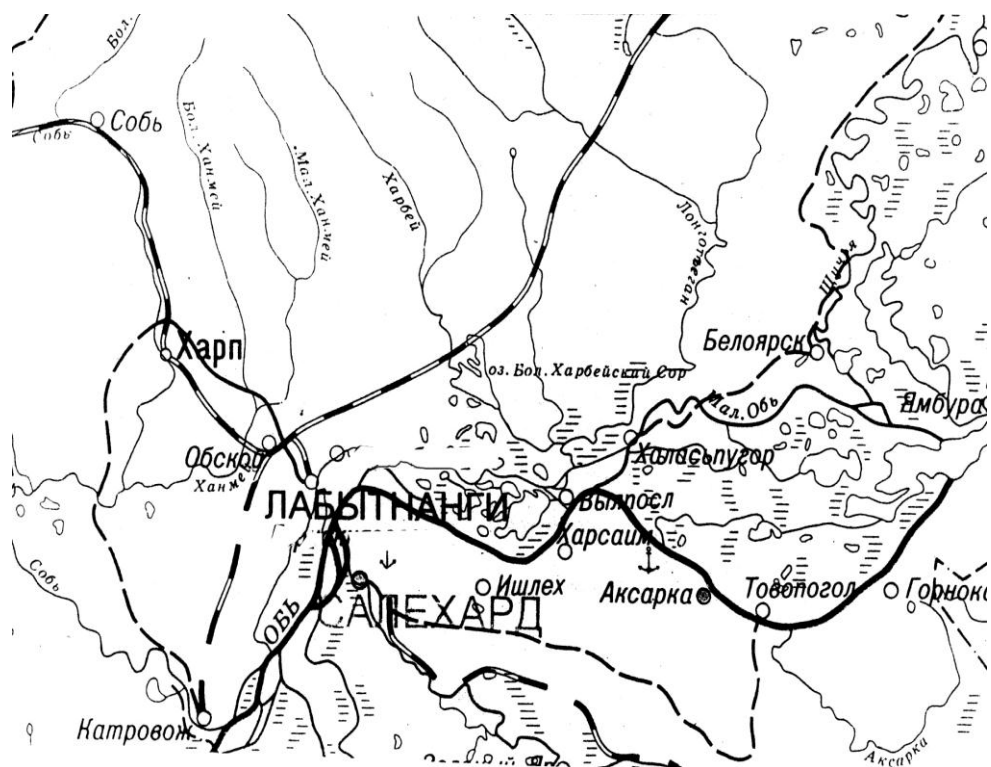 Бол.
Собь
Собь
Бол. Ханмей
Мал. Ханмей
Харбей
Лонготъеган
Щучья
Харп
Белоярск
оз. Бол. Харбейский Сор
Мал. Обь
Ямбура
Обской
Халасьпугор
ЛАБЫТНАНГИ
Вылпосл
Харсаим
Собь
Ишлех
Аксарка
Товопогол
Горнок
САЛЕХАРД
ОБЬ
Катровож
Аксарка